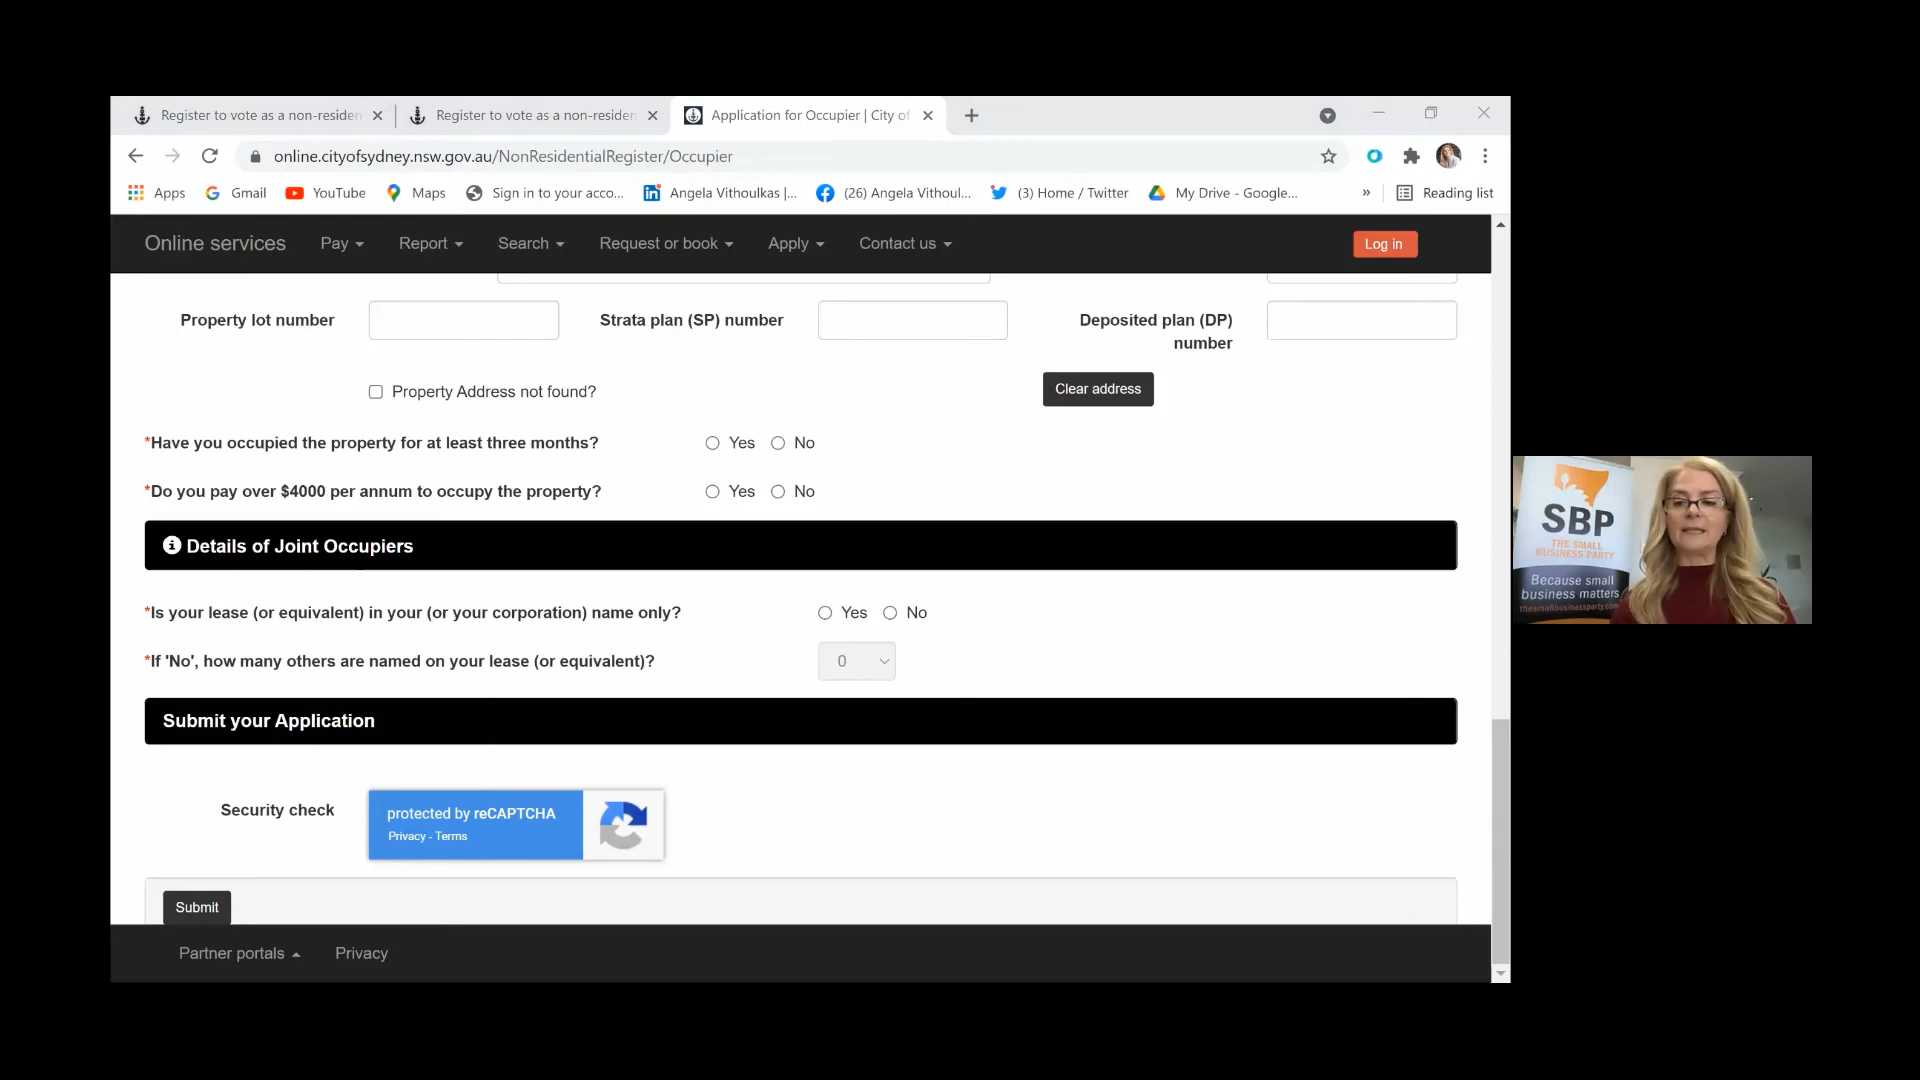 Register to vote as a non-residen
Register to vote as a non-residen
Application for Occupier | City of
online.cityofsydney.nsw.gov.au/NonResidentialRegister/Occupier
Apps
Gmail
YouTube
Maps
Sign in to your acco...
Angela Vithoulkas |...
(26) Angela Vithoul...
(3) Home / Twitter
My Drive - Google...
»
Reading list
Online services
Pay
Report
Search
Request or book
Apply
Contact us
Log in
Property lot number
Strata plan (SP) number
Deposited plan (DP)
number
Property Address not found?
Clear address
*Have you occupied the property for at least three months?
Yes
No
*Do you pay over $4000 per annum to occupy the property?
Yes
No
Details of Joint Occupiers
*Is your lease (or equivalent) in your (or your corporation) name only?
Yes
No
*If 'No', how many others are named on your lease (or equivalent)?
0
Submit your Application
Security check
protected by reCAPTCHA
Privacy - Terms
Submit
Partner portals
Privacy
SBP
THE SMALL
BUSINESS PARTY
Because small
business matters
thesmallbusinessparty.com